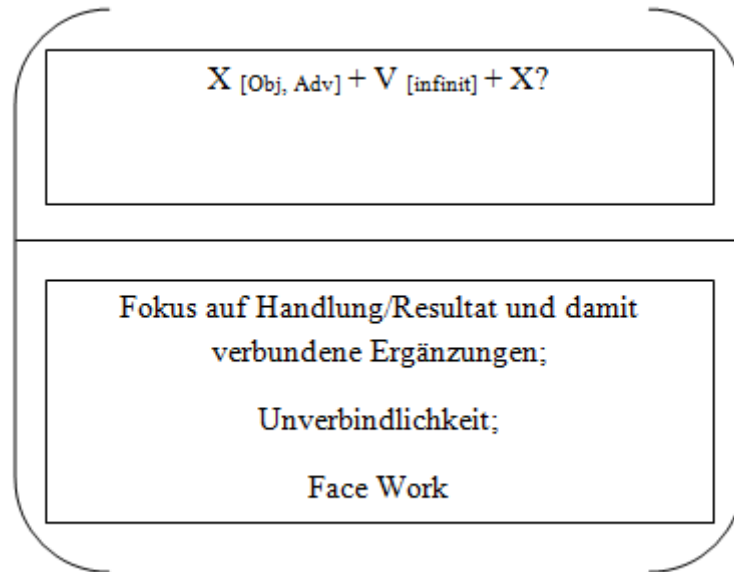 X [Obj, Adv] + V [infinit] + X?
Fokus auf Handlung/Resultat und damit
verbundene Ergänzungen;
Unverbindlichkeit;
Face Work